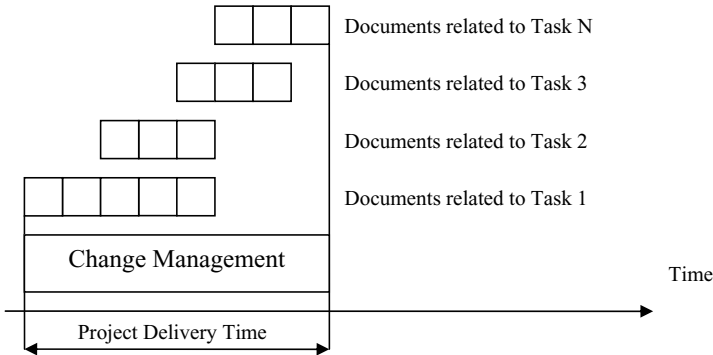 Documents related to Task N
Documents related to Task 3
Documents related to Task 2
Documents related to Task 1
Change Management
Time
Project Delivery Time